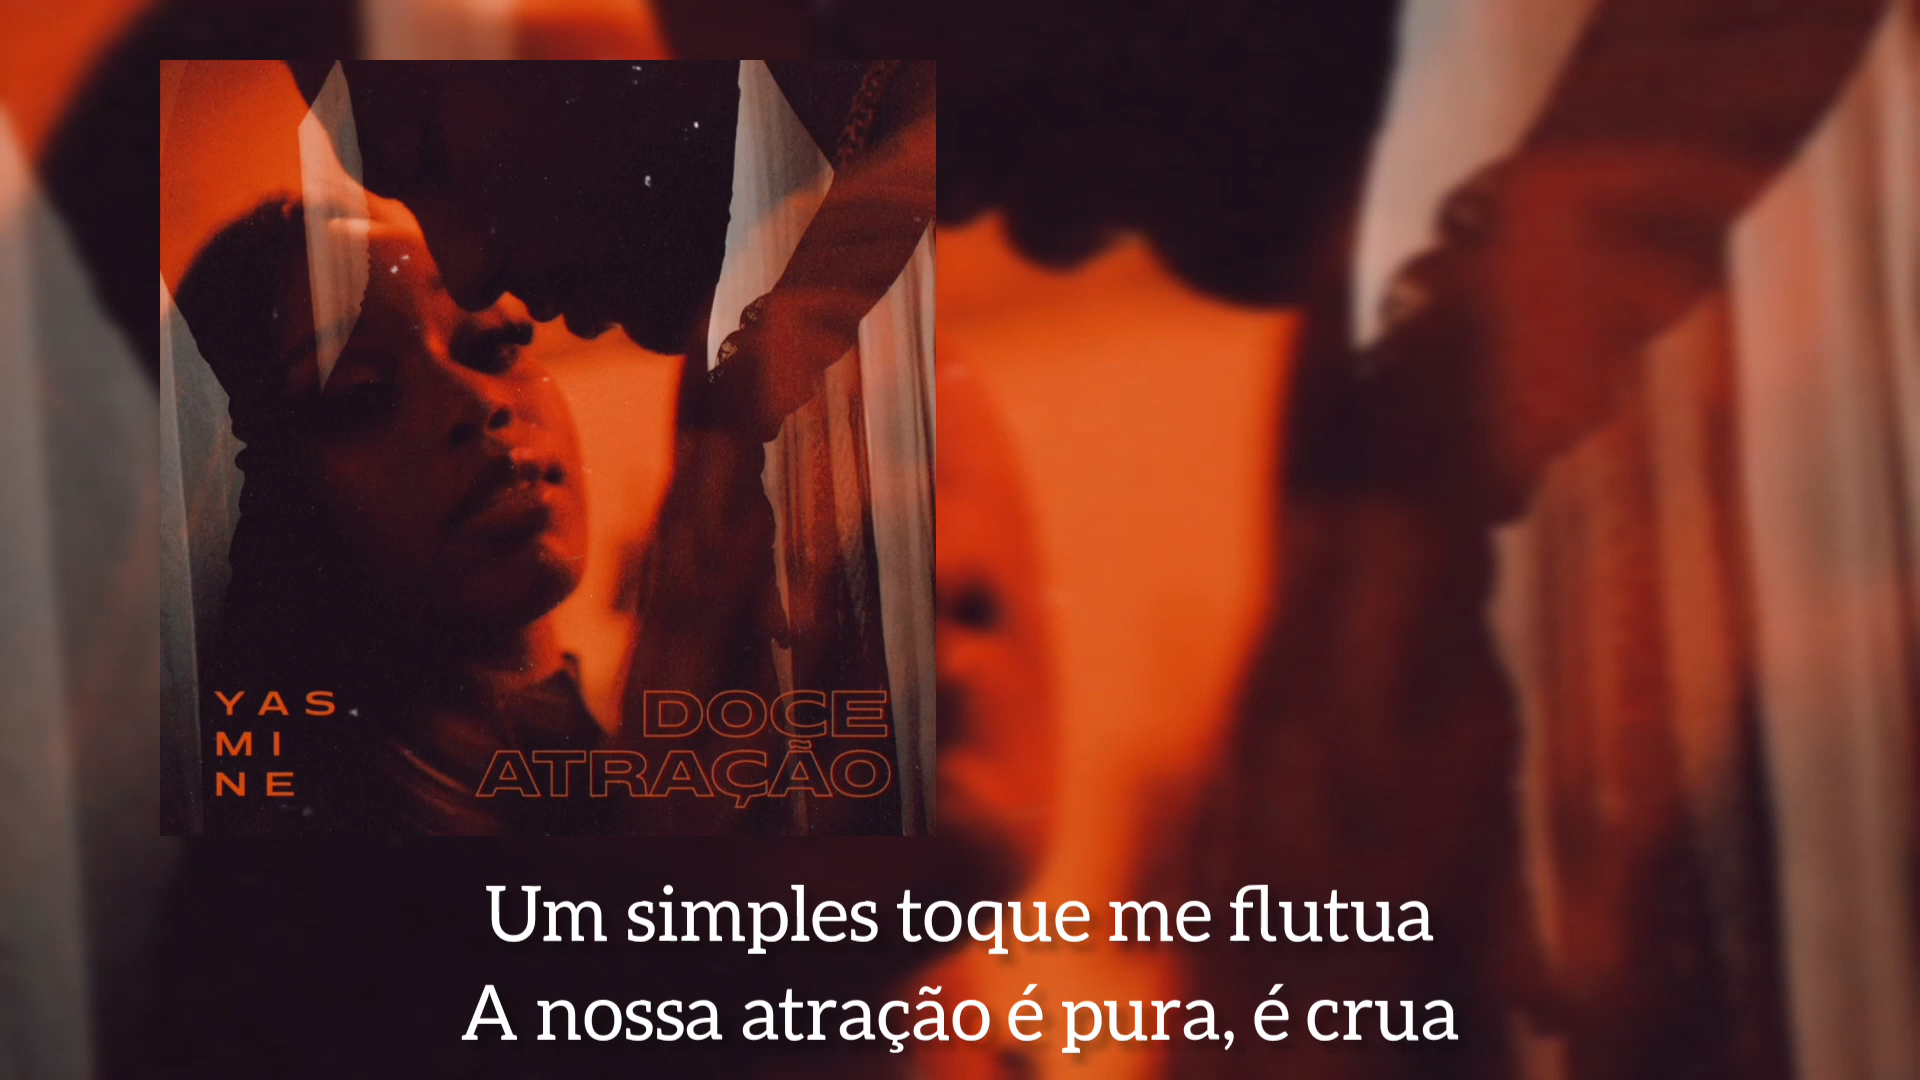 YAS
MI
NE
DOCE
ATRAÇÃO
Um simples toque me flutua
A nossa atração é pura, é crua